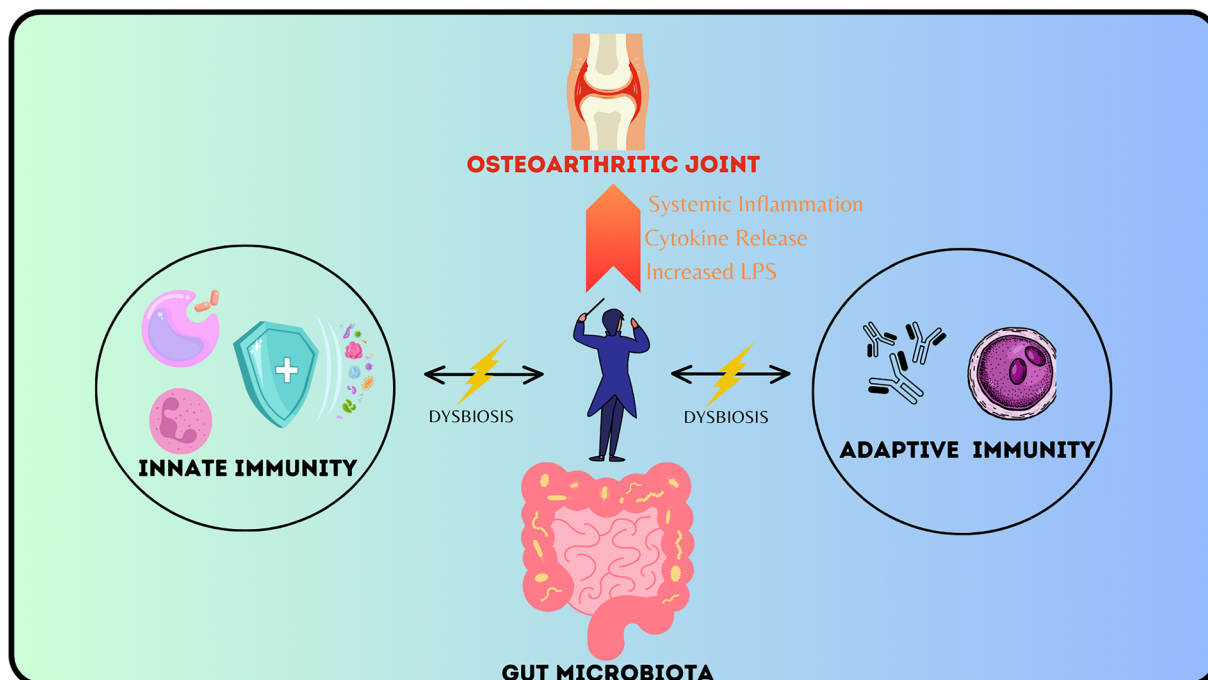 OSTEOARTHRITIC JOINT
Systemic Inflammation
Cytokine Release
Increased LPS
DYSBIOSIS
DYSBIOSIS
INNATE IMMUNITY
ADAPTIVE IMMUNITY
GUT MICROBIOTA